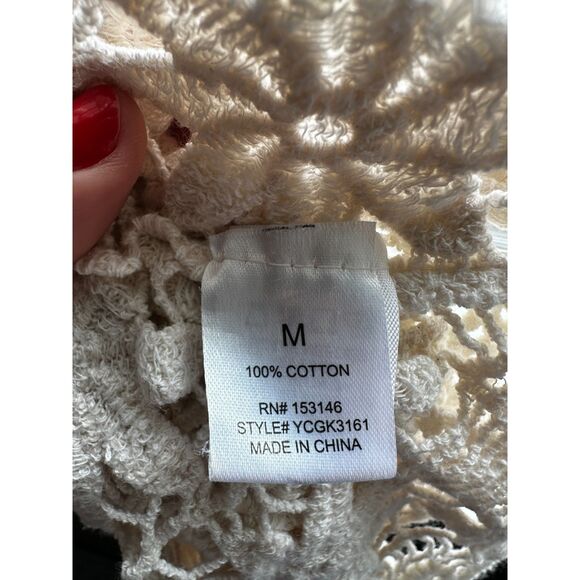 M
100% COTTON
RN# 153146
STYLE# YCGK3161
MADE IN CHINA